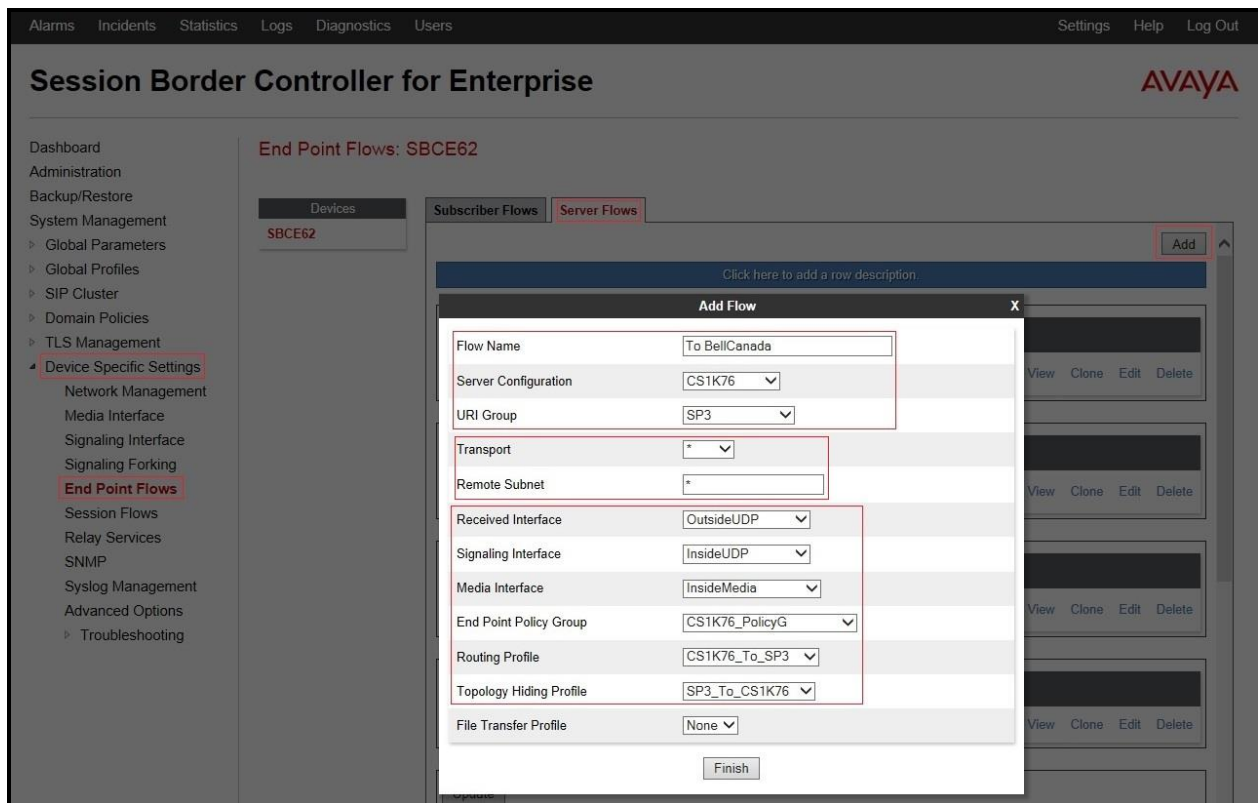 Alarms Incidents Statistics Logs Diagnostics Users Settings Help Log Out
Session Border Controller for Enterprise
AVAYA
Dashboard
Administration
Backup/Restore
System Management
Global Parameters
Global Profiles
SIP Cluster
Domain Policies
TLS Management
Device Specific Settings
Network Management
Media Interface
Signaling Interface
Signaling Forking
End Point Flows
Session Flows
Relay Services
SNMP
Syslog Management
Advanced Options
Troubleshooting
End Point Flows: SBCE62
Devices
SBCE62
Subscriber Flows Server Flows
Add
Click here to add a row description.
Add Flow X
Flow Name To BellCanada
Server Configuration CS1K76
URI Group SP3
Transport *
Remote Subnet *
Received Interface OutsideUDP
Signaling Interface InsideUDP
Media Interface InsideMedia
End Point Policy Group CS1K76_PolicyG
Routing Profile CS1K76_To_SP3
Topology Hiding Profile SP3_To_CS1K76
File Transfer Profile None
Finish
View Clone Edit Delete
View Clone Edit Delete
View Clone Edit Delete
View Clone Edit Delete
Update